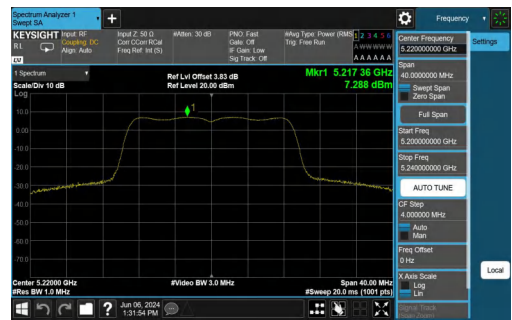 Spectrum Analyzer 1
Swept SA
Frequency
KEYSIGHT
Input: RF
Coupling: DC
Align: Auto
Input Z: 50 Ω
Corr CCorr RCal
Freq Ref: Int (S)
#Atten: 30 dB
PNO: Fast
Gate: Off
IF Gain: Low
Sig Track: Off
#Avg Type: Power (RMS
Trig: Free Run
1 2 3 4 5 6
A W W W W W
A A A A A A
R L
LV
1 Spectrum
Scale/Div 10 dB
Log
Ref Lvl Offset 3.83 dB
Ref Level 20.00 dBm
Mkr1 5.217 36 GHz
7.288 dBm
1
10.0
0.00
-10.0
-20.0
-30.0
-40.0
-50.0
-60.0
-70.0
Center 5.22000 GHz
#Res BW 1.0 MHz
#Video BW 3.0 MHz
Span 40.00 MHz
#Sweep 20.0 ms (1001 pts)
Center Frequency
5.220000000 GHz
Settings
Span
40.0000000 MHz
Swept Span
Zero Span
Full Span
Start Freq
5.200000000 GHz
Stop Freq
5.240000000 GHz
AUTO TUNE
CF Step
4.000000 MHz
Auto
Man
Freq Offset
0 Hz
X Axis Scale
Log
Lin
Local
Signal Track
(Span Zoom)
Jun 06, 2024
1:31:54 PM